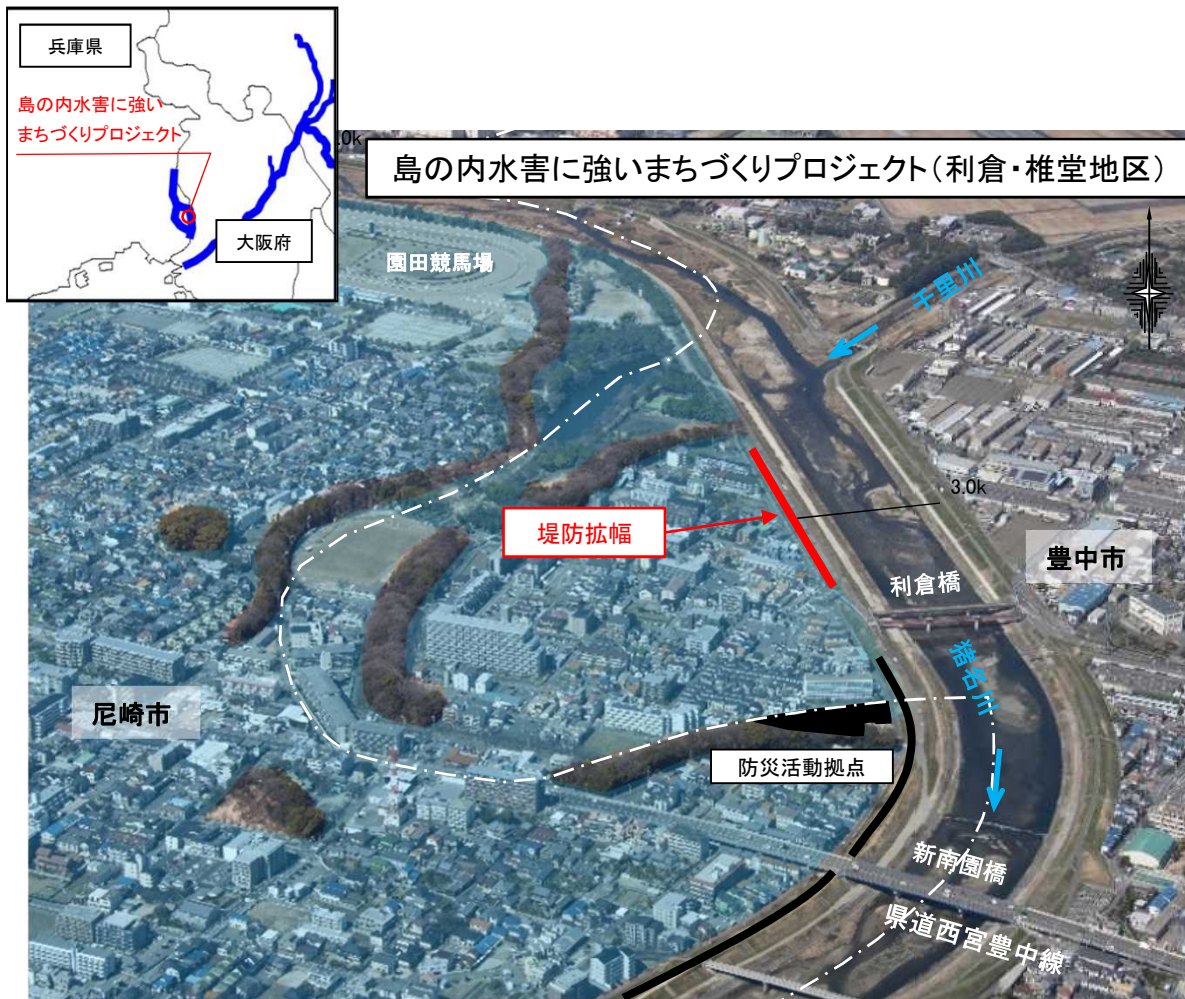 兵庫県
島の内水害に強い
まちづくりプロジェクト
大阪府
.0k
島の内水害に強いまちづくりプロジェクト(利倉・椎堂地区)
園田競馬場
千里川
3.0k
堤防拡幅
豊中市
利倉橋
猪名川
尼崎市
防災活動拠点
新南園橋
県道西宮豊中線